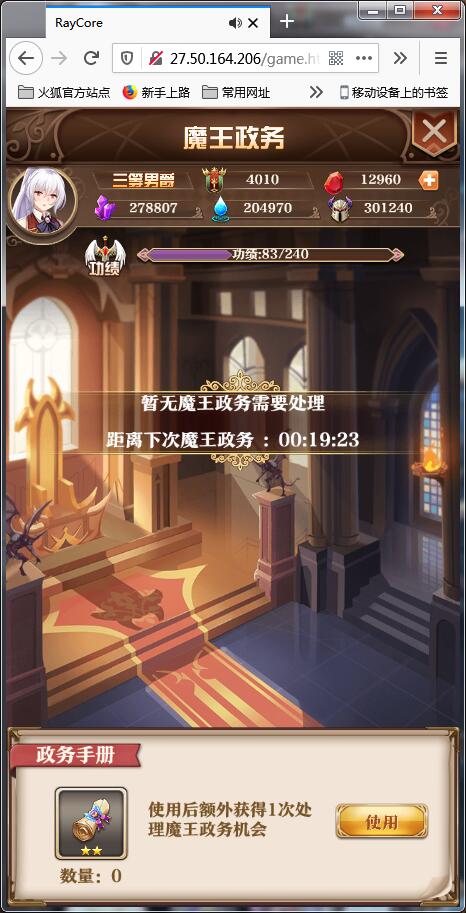 RayCore
27.50.164.206/game.h
火狐官方站点 新手上路 常用网址 移动设备上的书签
魔王政务
三等男爵 4010 12960
278807 204970 301240
功绩 功绩:83/240
暂无魔王政务需要处理
距离下次魔王政务 : 00:19:23
政务手册
使用后额外获得1次处
理魔王政务机会
使用
数量: 0